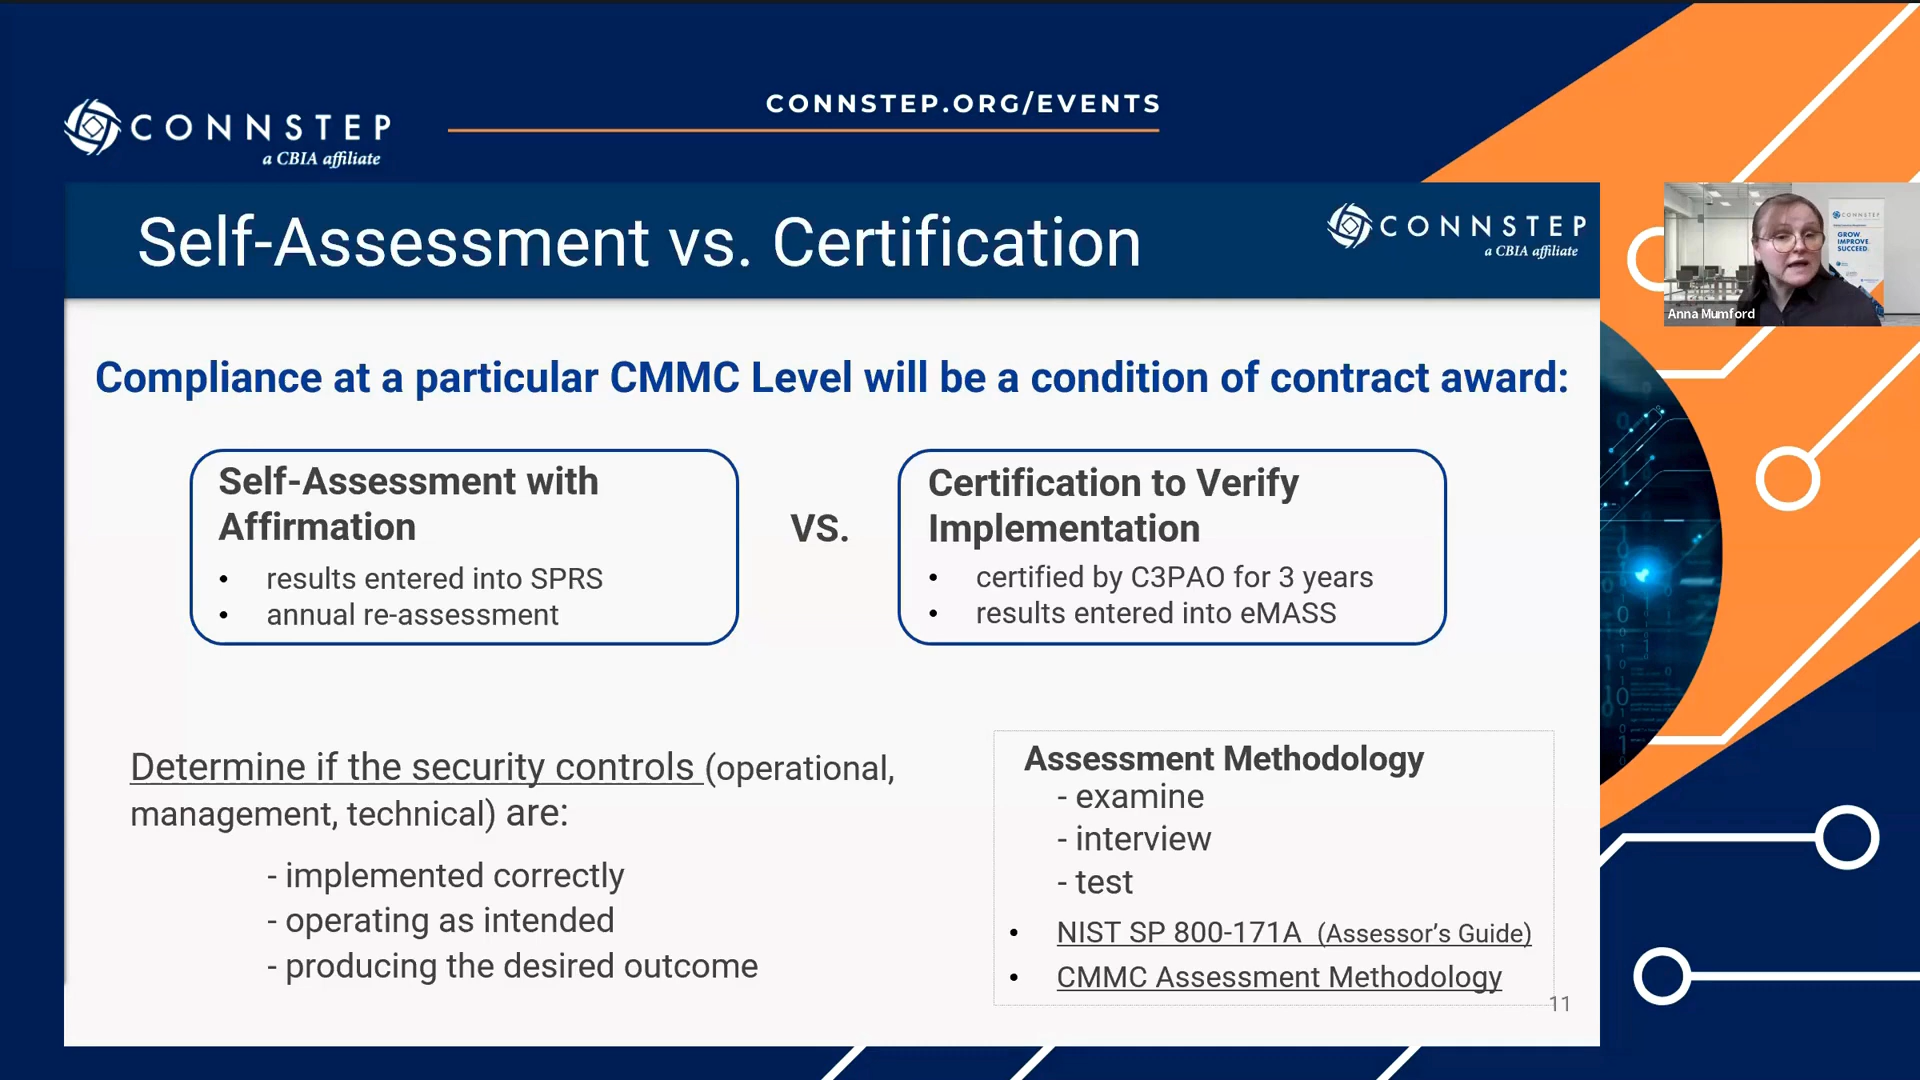 CONNSTEP
a CBIA affiliate
CONNSTEP.ORG/EVENTS
Self-Assessment vs. Certification
CONNSTEP
a CBIA affiliate
CONNSTEP
GROW
IMPROVE
SUCCEED
Anna Mumford
Compliance at a particular CMMC Level will be a condition of contract award:
Self-Assessment with
Affirmation
• results entered into SPRS
• annual re-assessment
VS.
Certification to Verify
Implementation
• certified by C3PAO for 3 years
• results entered into eMASS
Determine if the security controls (operational,
management, technical) are:
- implemented correctly
- operating as intended
- producing the desired outcome
Assessment Methodology
- examine
- interview
- test
• NIST SP 800-171A (Assessor's Guide)
• CMMC Assessment Methodology
11